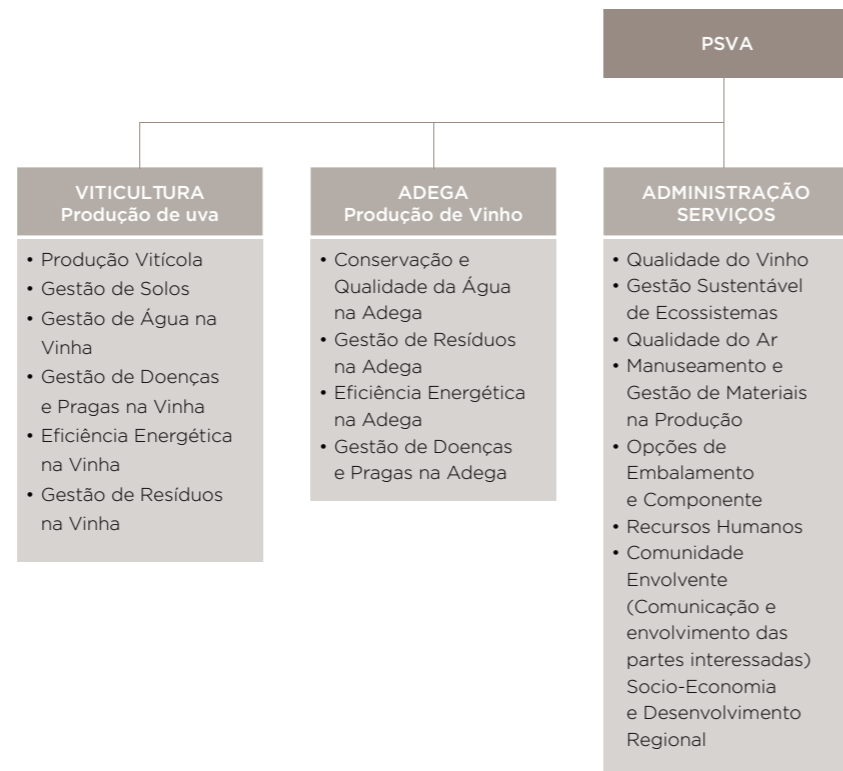 PSVA
VITICULTURA
Produção de uva
• Produção Vitícola
• Gestão de Solos
• Gestão de Água na
Vinha
• Gestão de Doenças
e Pragas na Vinha
• Eficiência Energética
na Vinha
• Gestão de Resíduos
na Vinha
ADEGA
Produção de Vinho
• Conservação e
Qualidade da Água
na Adega
• Gestão de Resíduos
na Adega
• Eficiência Energética
na Adega
• Gestão de Doenças
e Pragas na Adega
ADMINISTRAÇÃO
SERVIÇOS
• Qualidade do Vinho
• Gestão Sustentável
de Ecossistemas
• Qualidade do Ar
• Manuseamento e
Gestão de Materiais
na Produção
• Opções de
Embalamento
e Componente
• Recursos Humanos
• Comunidade
Envolvente
(Comunicação e
envolvimento das
partes interessadas)
Socio-Economia
e Desenvolvimento
Regional